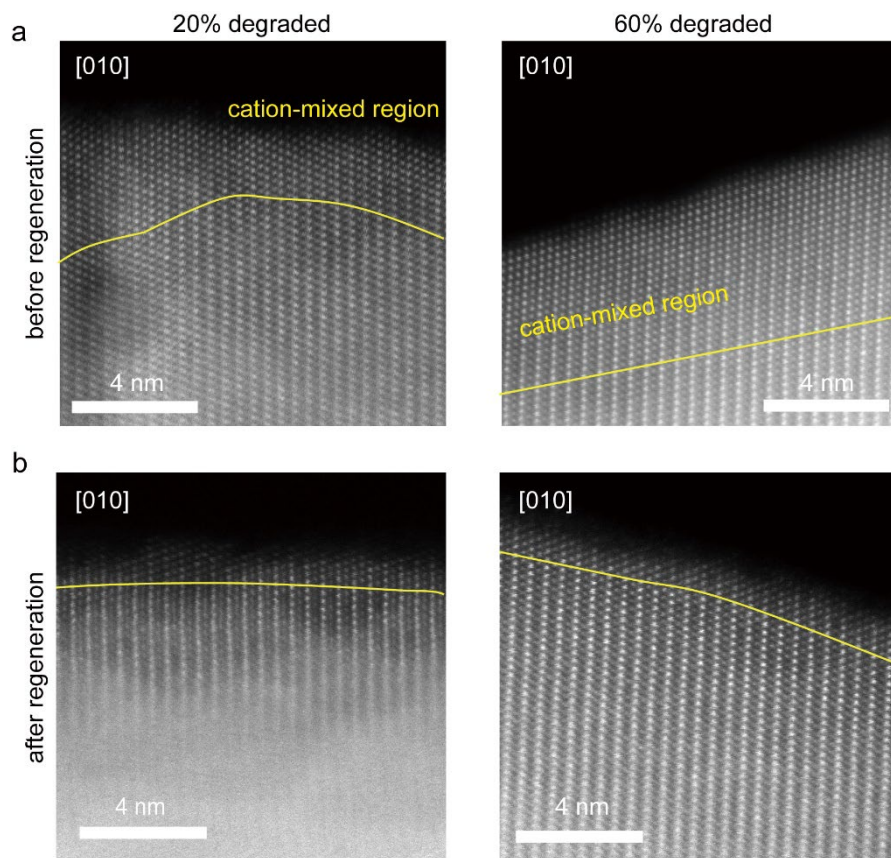 a
20% degraded
60% degraded
before regeneration
[010]
cation-mixed region
4 nm
[010]
cation-mixed region
4 nm
b
after regeneration
[010]
4 nm
[010]
4 nm